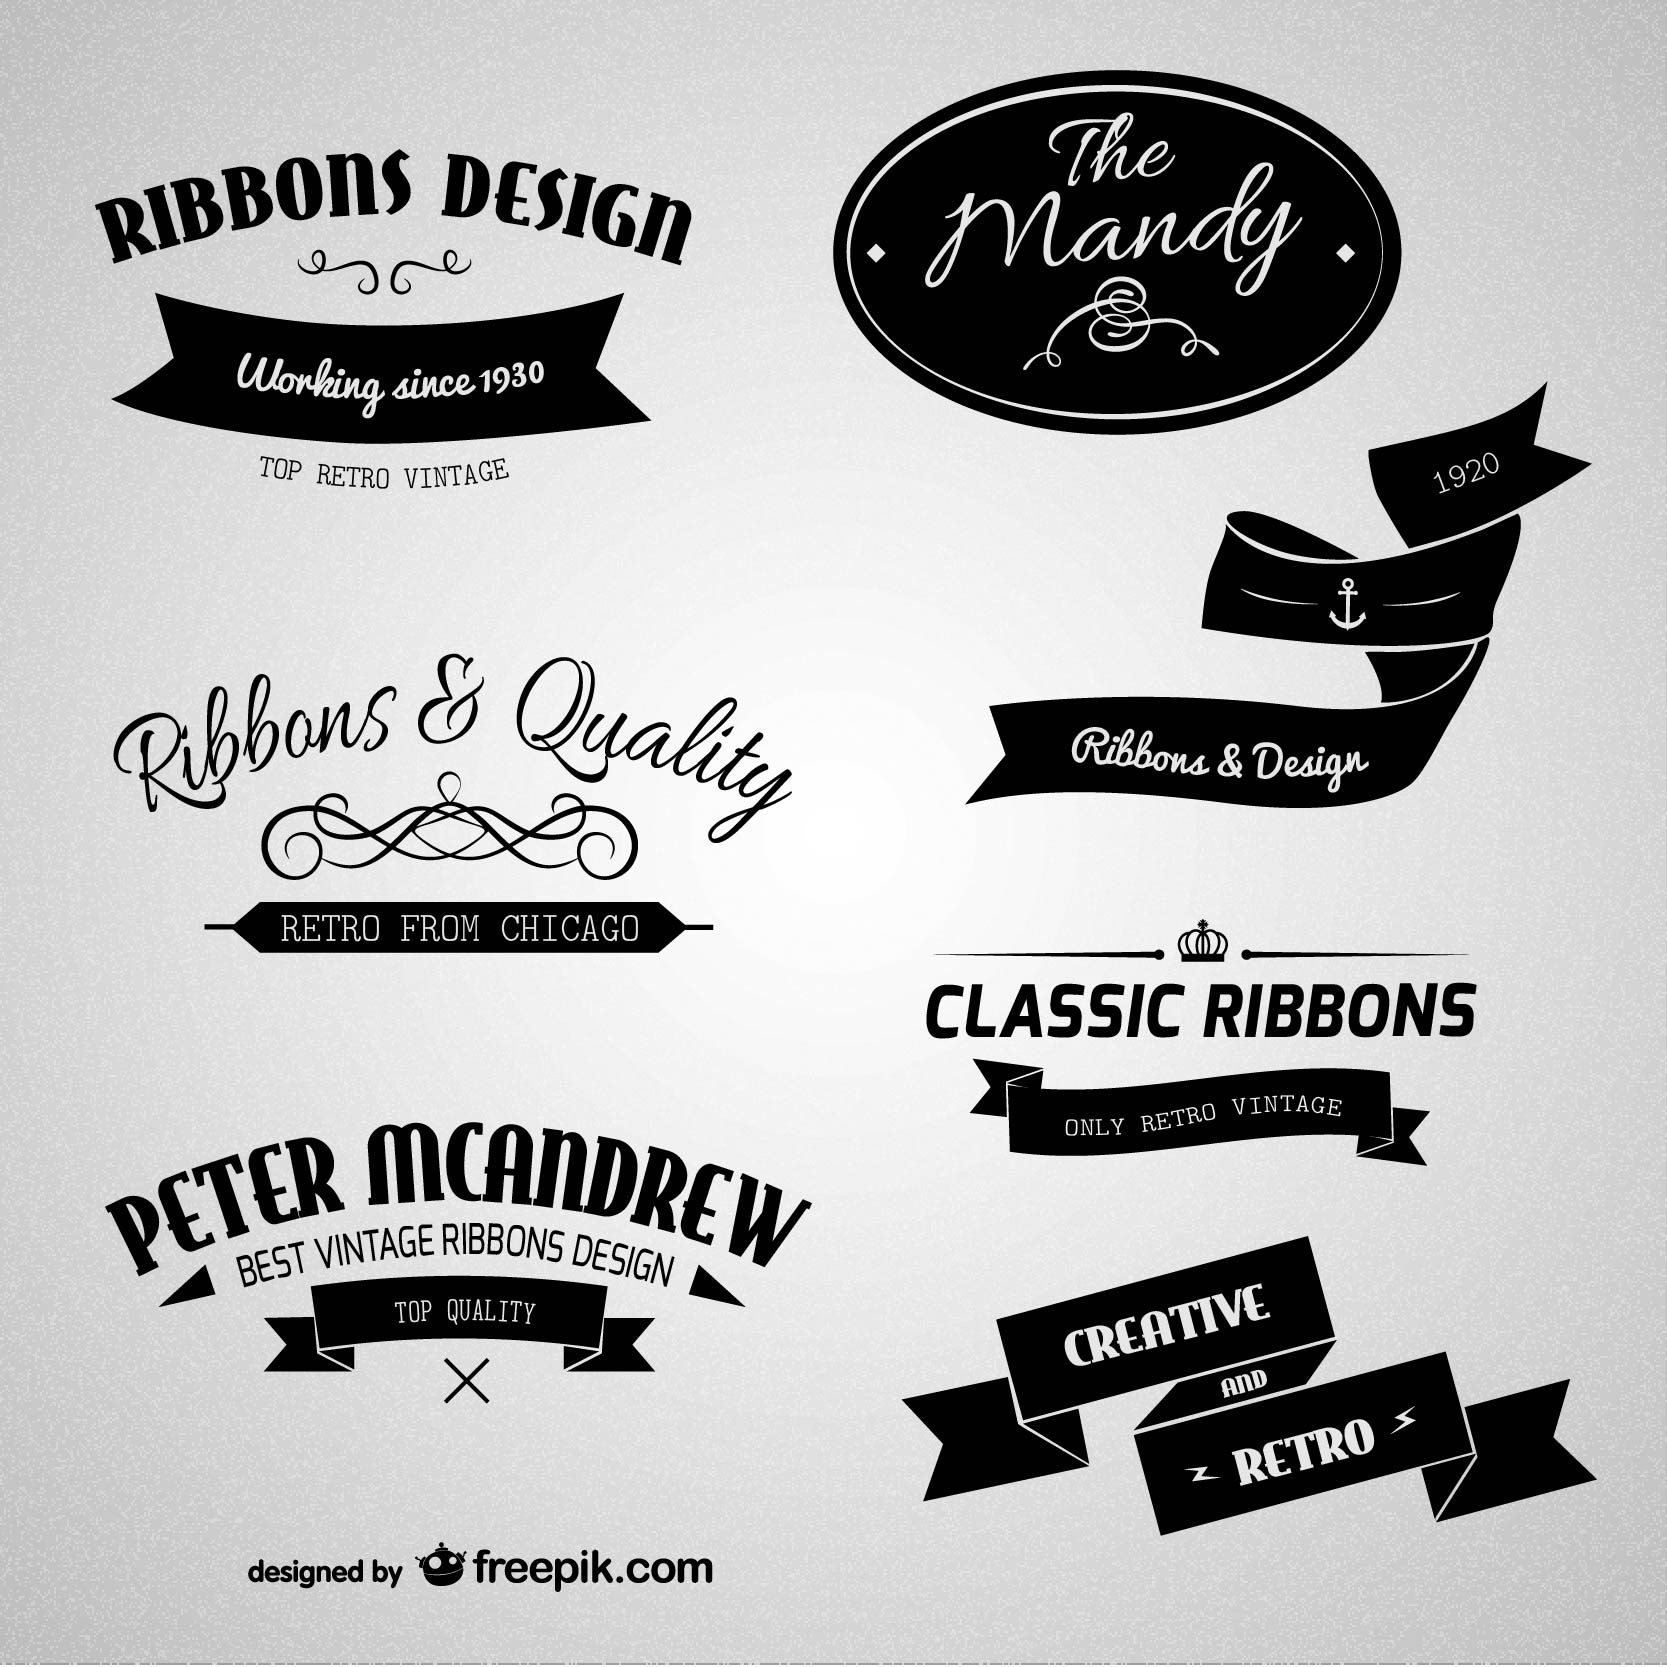 RIBBONS DESIGN
Working since 1930
TOP RETRO VINTAGE
The
Mandy
1920
Ribbons & Design
Ribbons & Quality
RETRO FROM CHICAGO
CLASSIC RIBBONS
ONLY RETRO VINTAGE
PETER MCANDREW
BEST VINTAGE RIBBONS DESIGN
TOP QUALITY
CREATIVE
AND
RETRO
designed by freepik.com